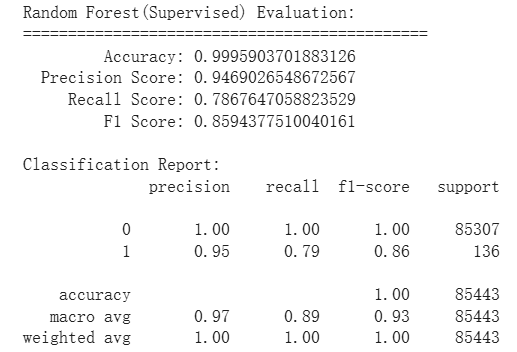 Random Forest(Supervised) Evaluation:
=============================================
Accuracy: 0.9995903701883126
Precision Score: 0.9469026548672567
Recall Score: 0.7867647058823529
F1 Score: 0.8594377510040161
Classification Report:
precision recall f1-score support
0 1.00 1.00 1.00 85307
1 0.95 0.79 0.86 136
accuracy 1.00 85443
macro avg 0.97 0.89 0.93 85443
weighted avg 1.00 1.00 1.00 85443